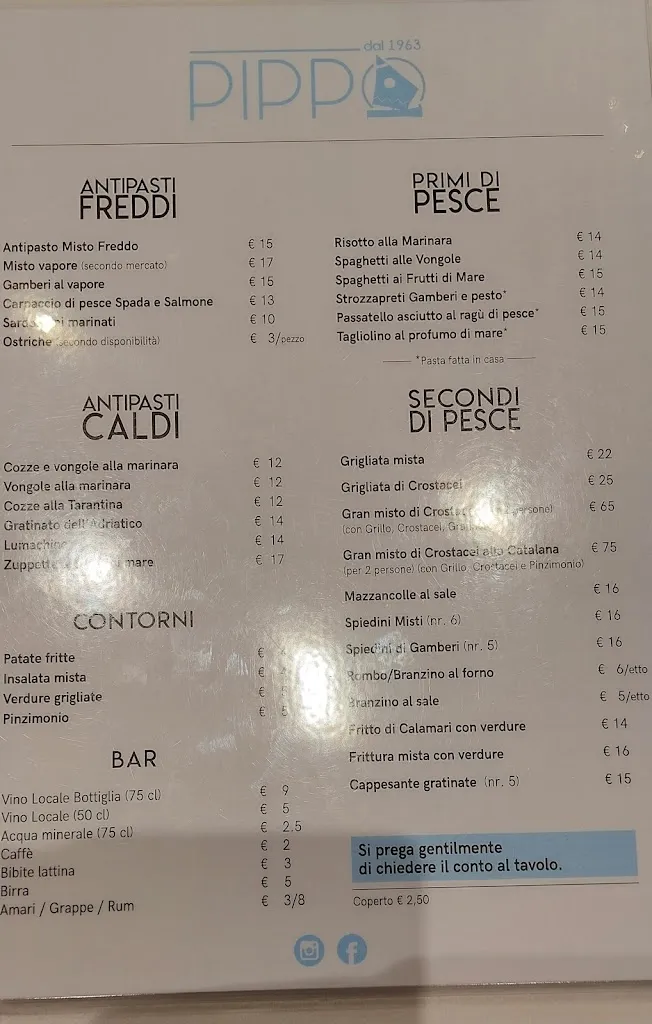 dal 1963
PIPPO
ANTIPASTI
FREDDI
Antipasto Misto Freddo € 15
Misto vapore (secondo mercato) € 17
Gamberi al vapore € 15
Carpaccio di pesce Spada e Salmone € 13
marinati € 10
Ostriche (secondo disponibilità) € 3/pezzo
ANTIPASTI
CALDI
Cozze e vongole alla marinara € 12
Vongole alla marinara € 12
Cozze alla Tarantina € 12
Gratinato dell'Adriatico € 14
€ 14
mare € 17
CONTORNI
Patate fritte €
Insalata mista €
Verdure grigliate € 5
Pinzimonio € 5
BAR
Vino Locale Bottiglia (75 cl) € 9
Vino Locale (50 cl) € 5
Acqua minerale (75 cl) € 2.5
Caffè € 2
Bibite lattina € 3
Birra € 5
Amari / Grappe / Rum € 3/8
PRIMI DI
PESCE
Risotto alla Marinara € 14
Spaghetti alle Vongole € 14
Spaghetti ai Frutti di Mare € 15
Strozzapreti Gamberi e pesto* € 14
Passatello asciutto al ragù di pesce* € 15
Tagliolino al profumo di mare* € 15
*Pasta fatta in casa
SECONDI
DI PESCE
Grigliata mista € 22
Grigliata di Crostacei € 25
Gran misto di persone) € 65
(con Grillo, Crostacei,
Gran misto di Crostacei alla Catalana € 75
(per 2 persone) (con Grillo, Crostacei e Pinzimonio)
Mazzancolle al sale € 16
Spiedini Misti (nr. 6) € 16
Spiedini di Gamberi (nr. 5) € 16
Rombo/Branzino al forno € 6/etto
Branzino al sale € 5/etto
Fritto di Calamari con verdure € 14
Frittura mista con verdure € 16
Cappesante gratinate (nr. 5) € 15
Si prega gentilmente
di chiedere il conto al tavolo.
Coperto € 2,50